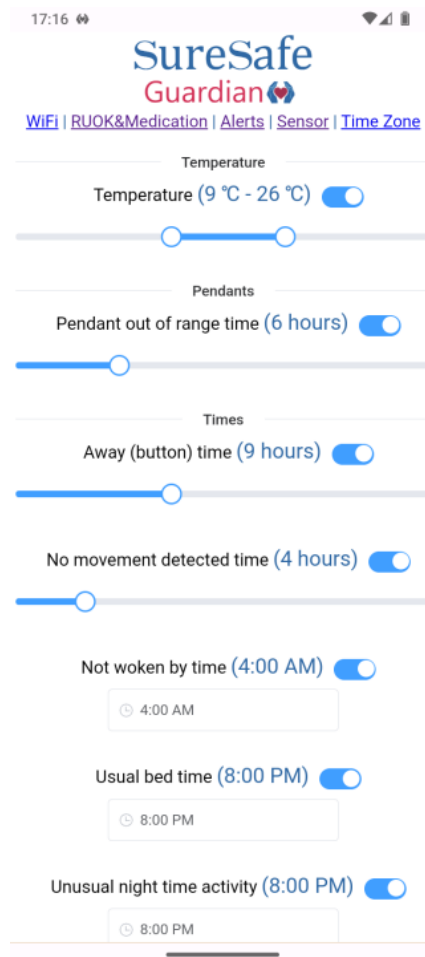 17:16
SureSafe
Guardian
WiFi | RUOK&Medication | Alerts | Sensor | Time Zone
Temperature
Temperature (9 °C - 26 °C)
Pendants
Pendant out of range time (6 hours)
Times
Away (button) time (9 hours)
No movement detected time (4 hours)
Not woken by time (4:00 AM)
4:00 AM
Usual bed time (8:00 PM)
8:00 PM
Unusual night time activity (8:00 PM)
8:00 PM